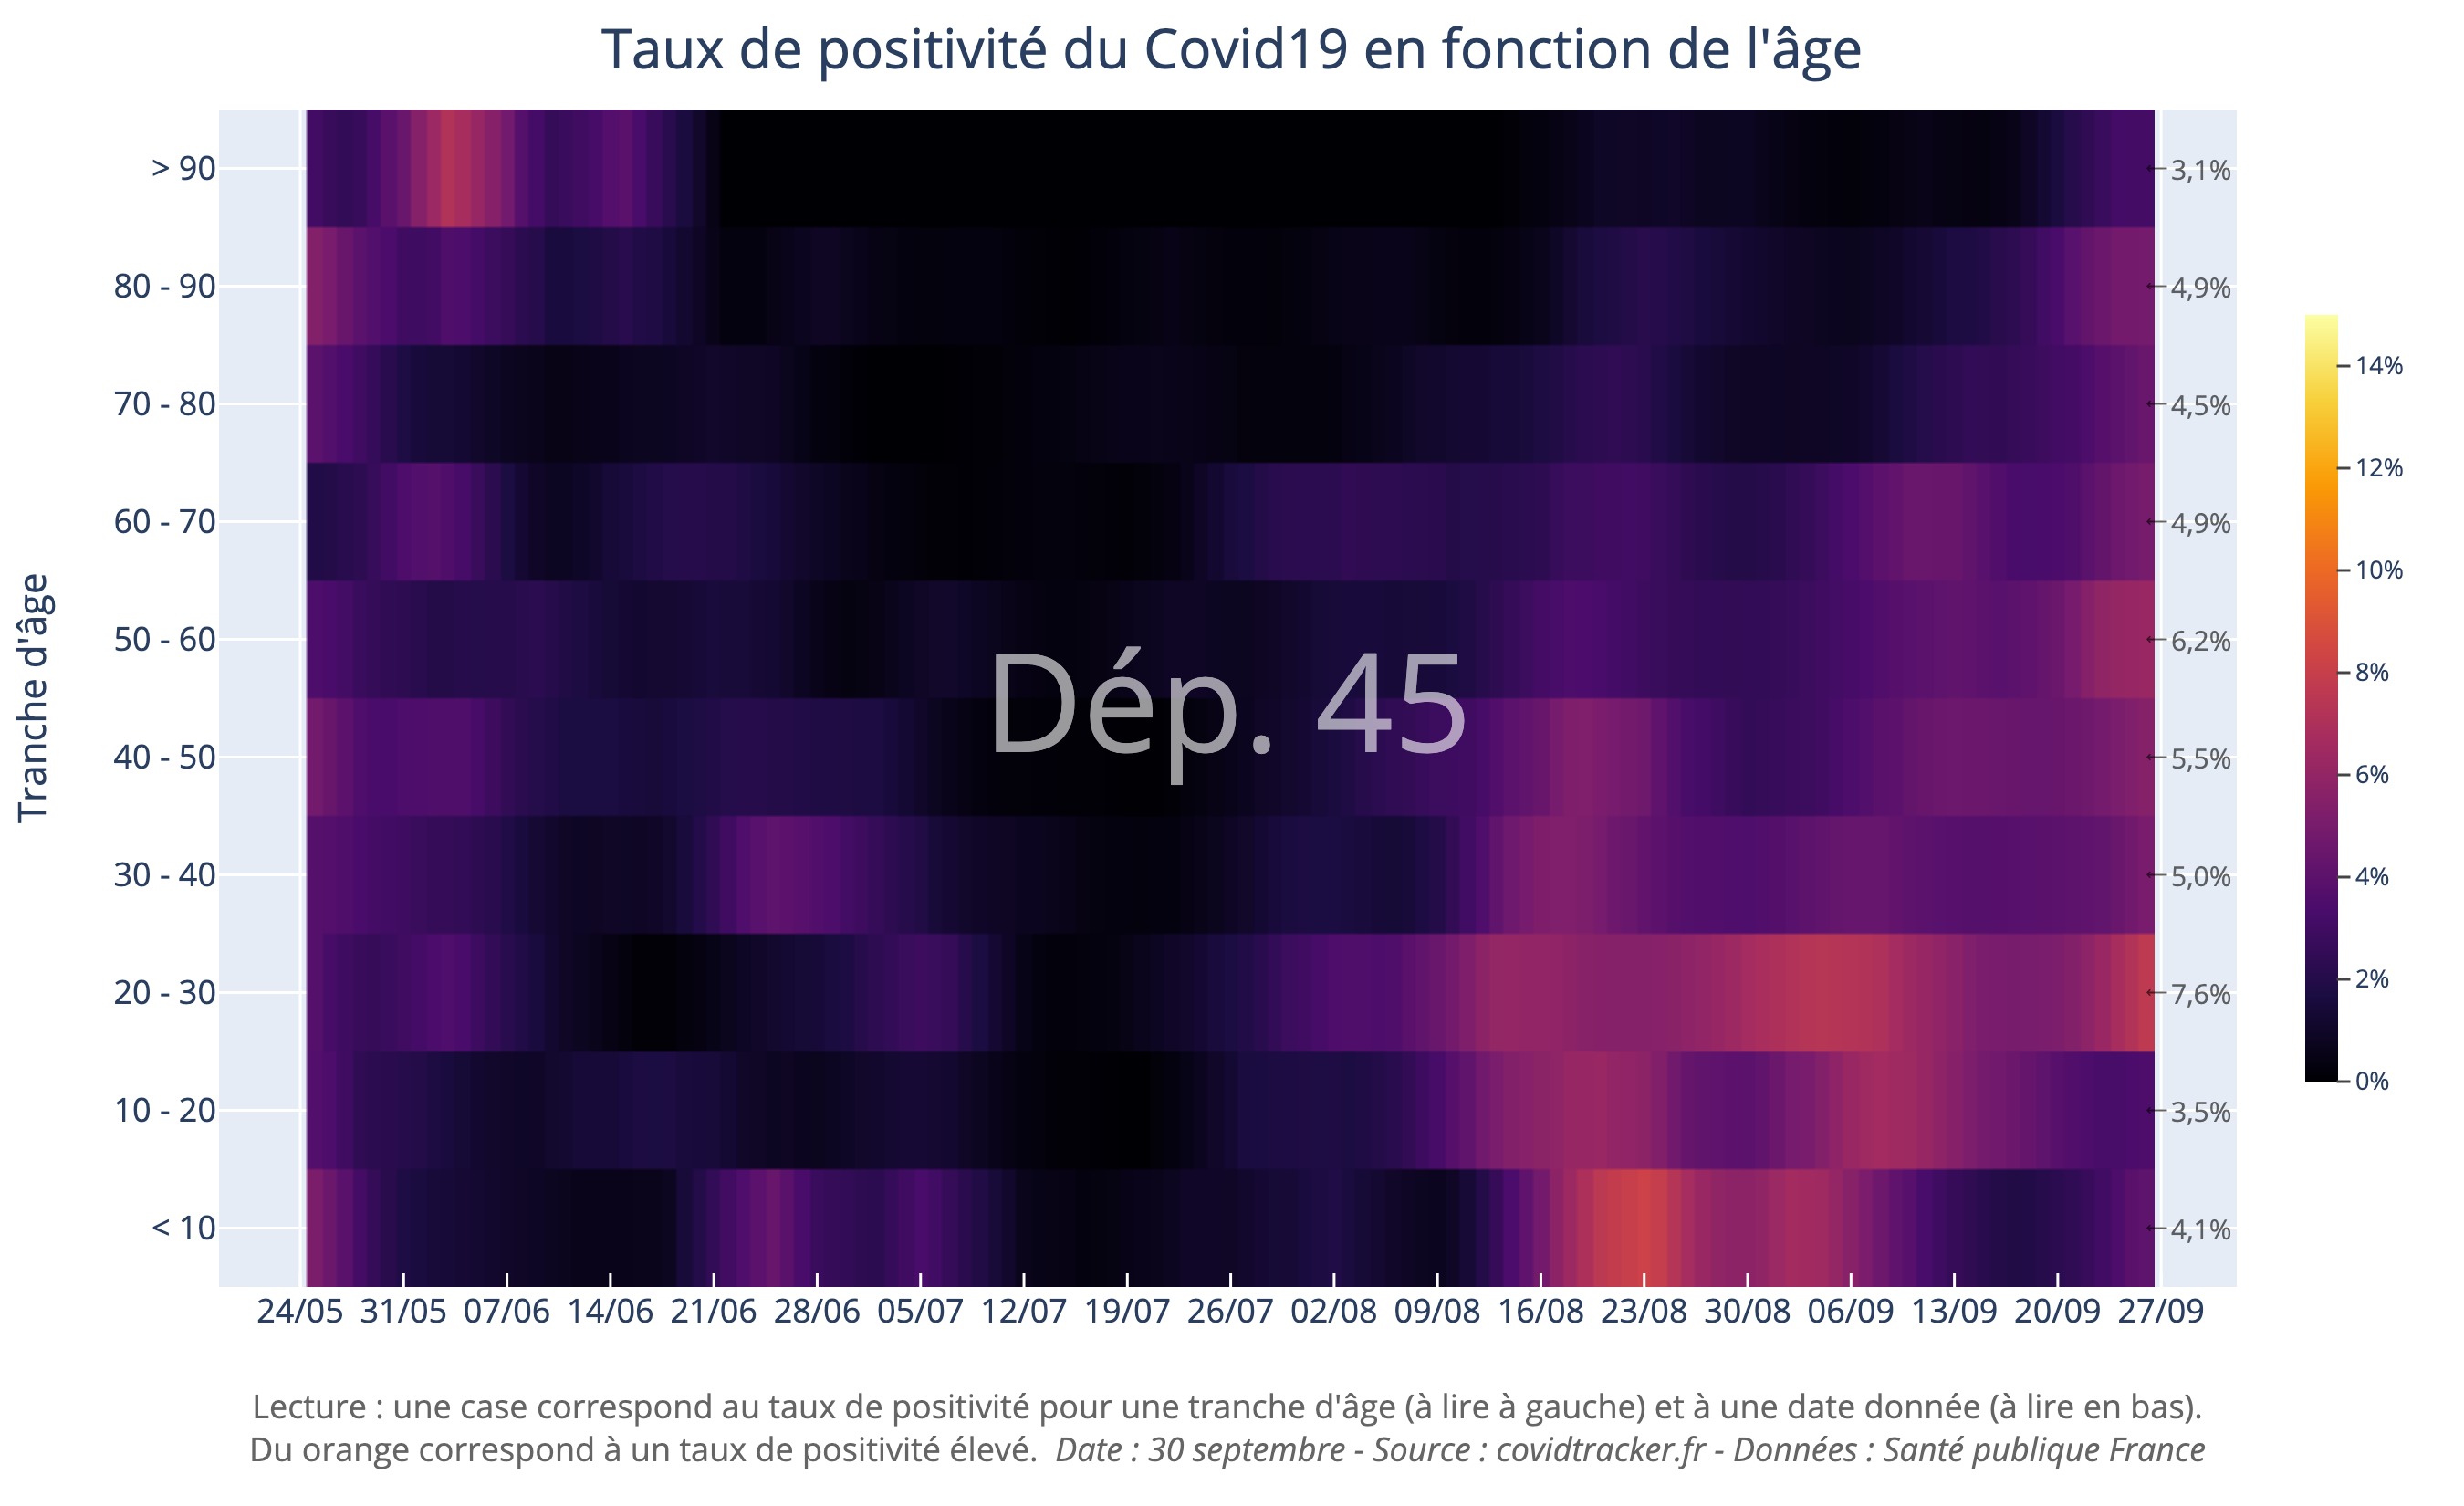 Taux de positivité du Covid19 en fonction de l'âge
> 90
3,1%
80 - 90
4,9%
14%
70 - 80
4,5%
12%
60 - 70
4,9%
10%
50 - 60
6,2%
8%
Tranche d'âge
Dép. 45
40 - 50
5,5%
6%
30 - 40
5,0%
4%
20 - 30
7,6%
2%
10 - 20
3,5%
0%
< 10
4,1%
24/05 31/05 07/06 14/06 21/06 28/06 05/07 12/07 19/07 26/07 02/08 09/08 16/08 23/08 30/08 06/09 13/09 20/09 27/09
Lecture : une case correspond au taux de positivité pour une tranche d'âge (à lire à gauche) et à une date donnée (à lire en bas).
Du orange correspond à un taux de positivité élevé. Date : 30 septembre - Source : covidtracker.fr - Données : Santé publique France